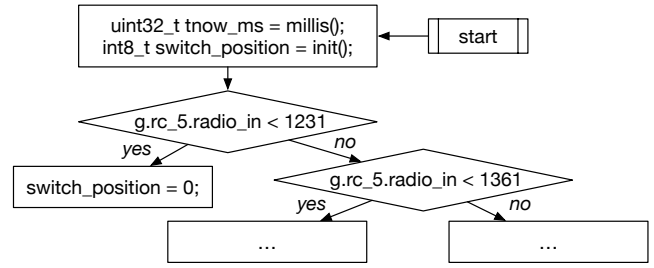 uint32_t tnow_ms = millis();
int8_t switch_position = init();
start
g.rc_5.radio_in < 1231
yes
no
switch_position = 0;
g.rc_5.radio_in < 1361
yes
no
...
...